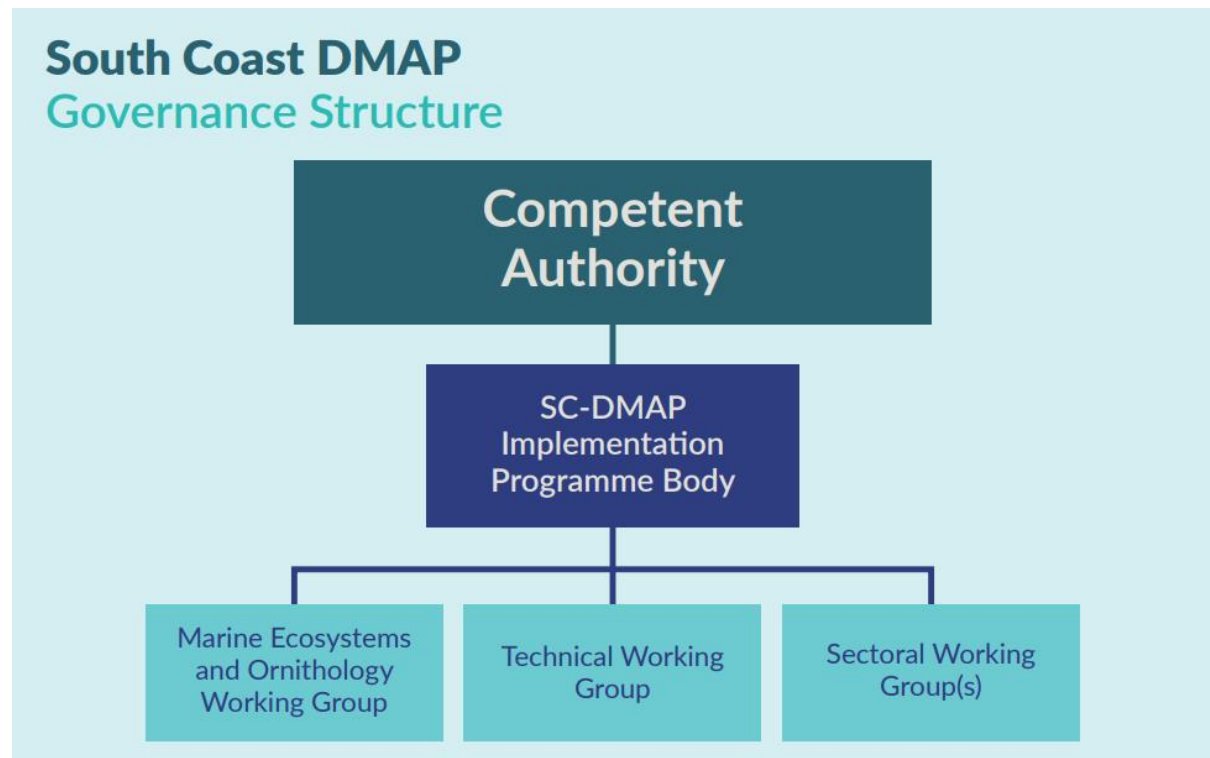 South Coast DMAP
Governance Structure
Competent
Authority
SC-DMAP
Implementation
Programme Body
Marine Ecosystems
and Ornithology
Working Group
Technical Working
Group
Sectoral Working
Group(s)